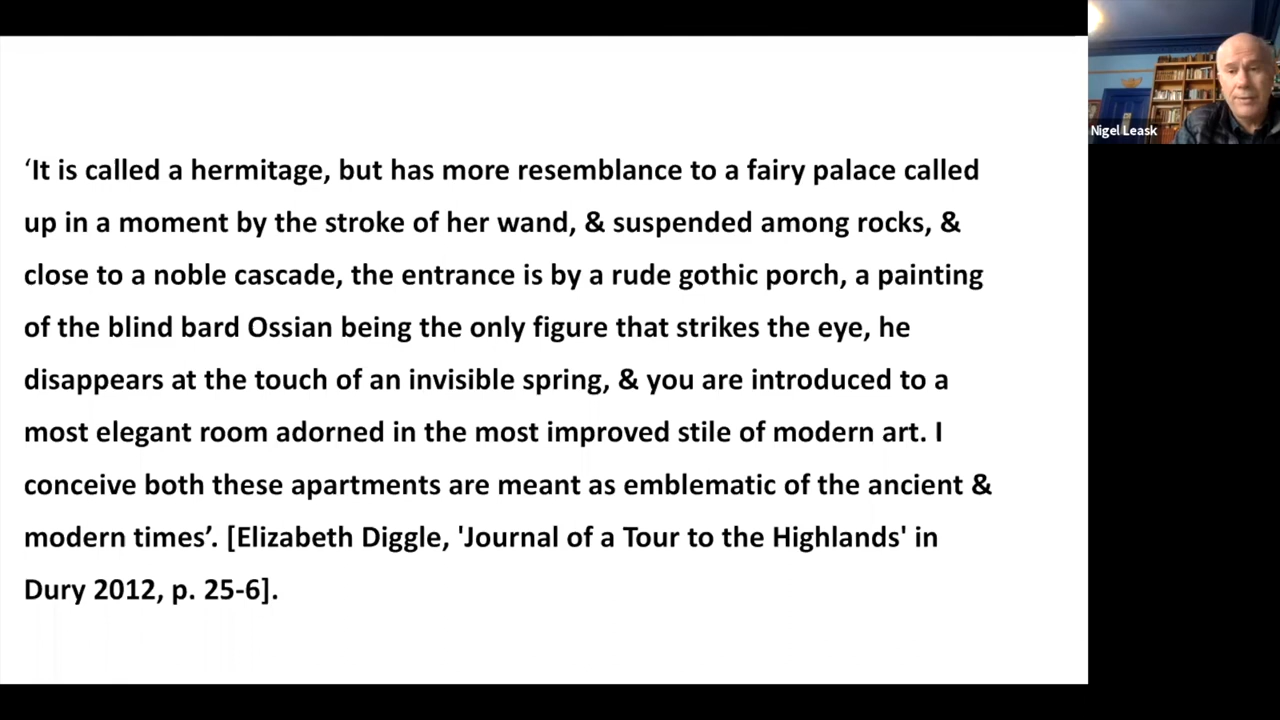 ‘It is called a hermitage, but has more resemblance to a fairy palace called
up in a moment by the stroke of her wand, & suspended among rocks, &
close to a noble cascade, the entrance is by a rude gothic porch, a painting
of the blind bard Ossian being the only figure that strikes the eye, he
disappears at the touch of an invisible spring, & you are introduced to a
most elegant room adorned in the most improved stile of modern art. I
conceive both these apartments are meant as emblematic of the ancient &
modern times’. [Elizabeth Diggle, 'Journal of a Tour to the Highlands' in
Dury 2012, p. 25-6].
Nigel Leask